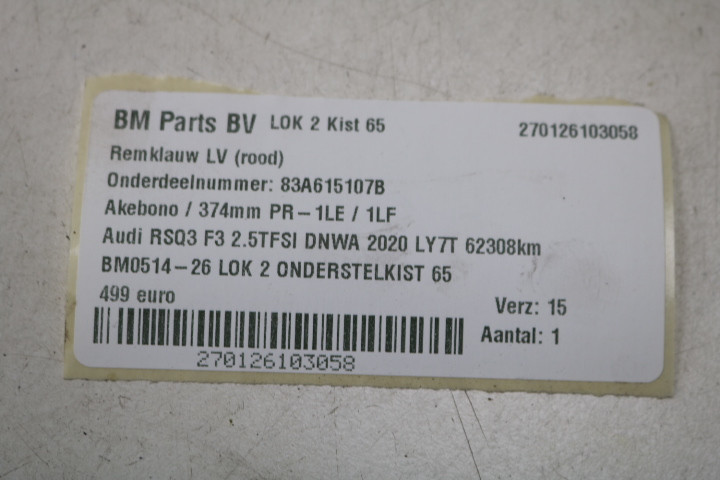 BM Parts BV LOK 2 Kist 65 270126103058
Remklauw LV (rood)
Onderdeelnummer: 83A615107B
Akebono / 374mm PR-1LE / 1LF
Audi RSQ3 F3 2.5TFSI DNWA 2020 LY7T 62308km
BM0514-26 LOK 2 ONDERSTELKIST 65
499 euro Verz: 15
Aantal: 1
270126103058